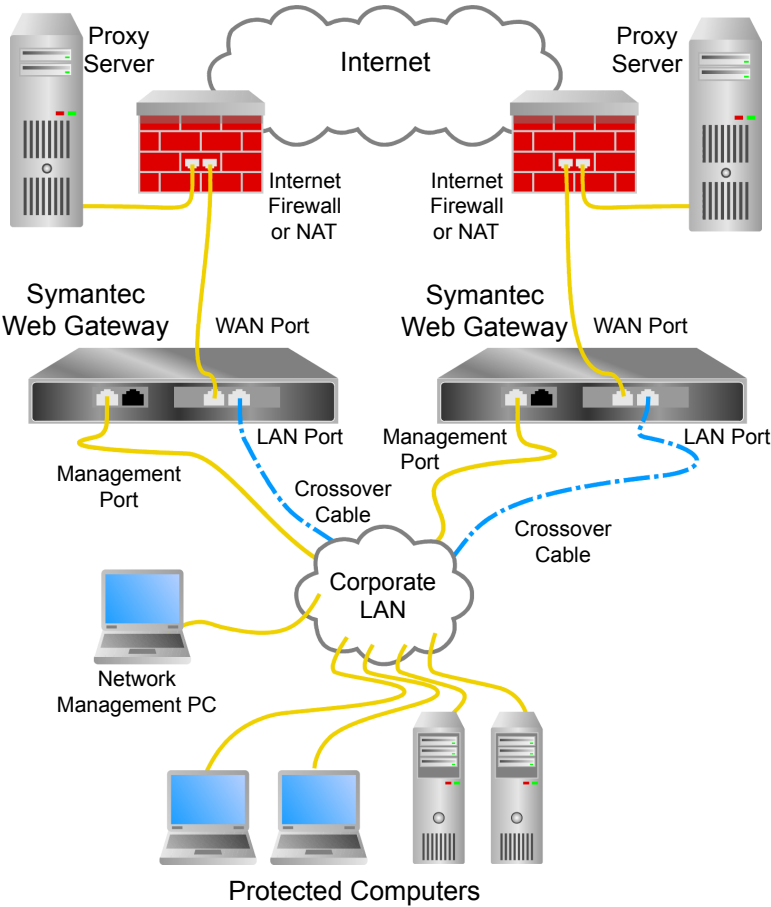 Proxy
Server
Internet
Proxy
Server
Internet
Firewall
or NAT
Internet
Firewall
or NAT
Symantec
Web Gateway
WAN Port
Symantec
Web Gateway
WAN Port
LAN Port
Management
Port
LAN Port
Management
Port
Crossover
Cable
Crossover
Cable
Corporate
LAN
Network
Management PC
Protected Computers